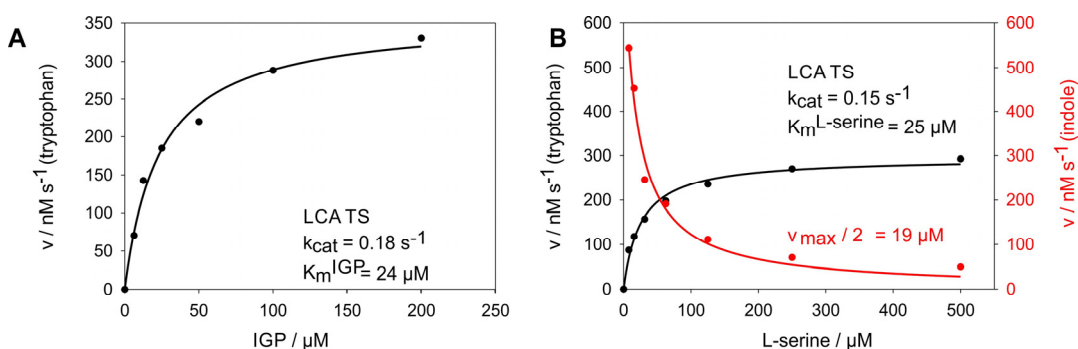 A
350
300
250
200
150
100
50
0
v / nM s-1 (tryptophan)
LCA TS
kcat = 0.18 s-1
KmIGP = 24 µM
0
50
100
150
200
250
IGP / µM
B
600
500
400
300
200
100
0
v / nM s-1 (tryptophan)
LCA TS
kcat = 0.15 s-1
KmL-serine = 25 µM
vmax / 2 = 19 µM
600
500
400
300
200
100
0
v / nM s-1 (indole)
0
100
200
300
400
500
L-serine / µM